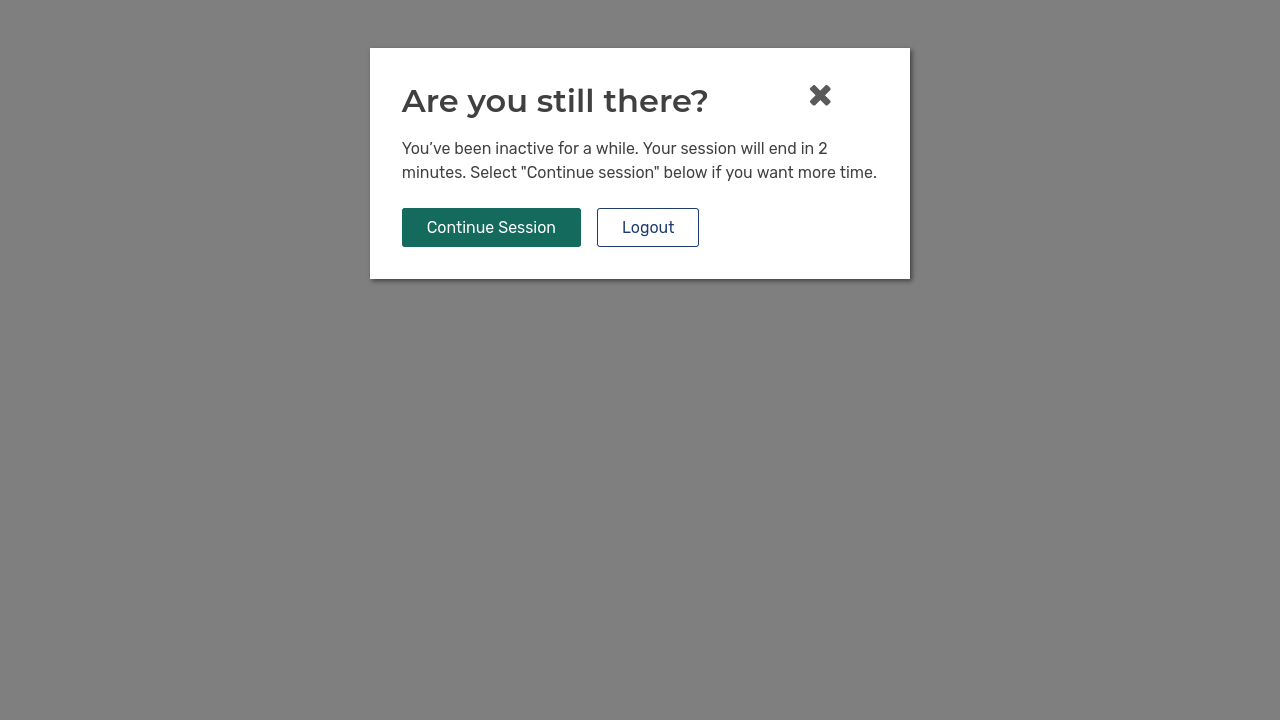 Are you still there?
You’ve been inactive for a while. Your session will end in 2
minutes. Select "Continue session" below if you want more time.
Continue Session
Logout